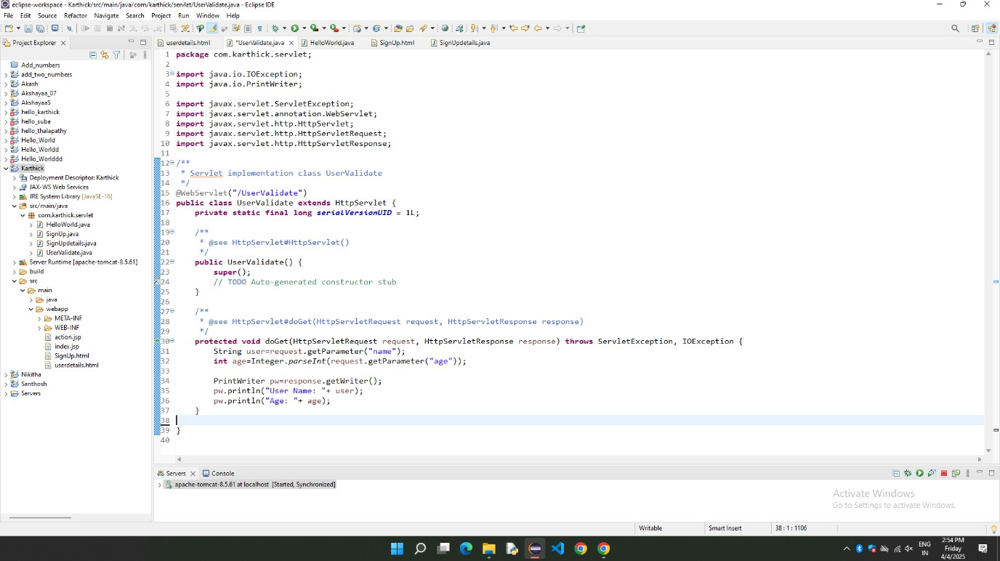 eclipse-workspace - Karthick/src/main/java/com/karthick/servlet/UserValidate.java - Eclipse IDE
File Edit Source Refactor Navigate Search Project Run Window Help
Project Explorer
Add_numbers
add_two_numbers
Akash
Akshayaa_07
AkshayaaS
hello_karthick
hello_suba
hello_thalapathy
Hello_World
Hello_Worldd
Hello_Worlddd
Karthick
Deployment Descriptor: Karthick
JAX-WS Web Services
JRE System Library [JavaSE-16]
src/main/java
com.karthick.servlet
HelloWorld.java
SignUp.java
SignUpdetails.java
UserValidate.java
Server Runtime [apache-tomcat-8.5.61]
build
src
main
java
webapp
META-INF
WEB-INF
action.jsp
index.jsp
SignUp.html
userdetails.html
Nikitha
Santhosh
Servers
userdetails.html *UserValidate.java HelloWorld.java SignUp.html SignUpdetails.java
1 package com.karthick.servlet;
2
3 import java.io.IOException;
4 import java.io.PrintWriter;
5
6 import javax.servlet.ServletException;
7 import javax.servlet.annotation.WebServlet;
8 import javax.servlet.http.HttpServlet;
9 import javax.servlet.http.HttpServletRequest;
10 import javax.servlet.http.HttpServletResponse;
11
12 /**
13 * Servlet implementation class UserValidate
14 */
15 @WebServlet("/UserValidate")
16 public class UserValidate extends HttpServlet {
17 private static final long serialVersionUID = 1L;
18
19 /**
20 * @see HttpServlet#HttpServlet()
21 */
22 public UserValidate() {
23 super();
24 // TODO Auto-generated constructor stub
25 }
26
27 /**
28 * @see HttpServlet#doGet(HttpServletRequest request, HttpServletResponse response)
29 */
30 protected void doGet(HttpServletRequest request, HttpServletResponse response) throws ServletException, IOException {
31 String user=request.getParameter("name");
32 int age=Integer.parseInt(request.getParameter("age"));
33
34 PrintWriter pw=response.getWriter();
35 pw.println("User Name: "+ user);
36 pw.println("Age: "+ age);
37 }
38
39 }
40
Servers Console
apache-tomcat-8.5.61 at localhost [Started, Synchronized]
Activate Windows
Go to Settings to activate Windows.
Writable Smart Insert 38 : 1 : 1106
ENG
IN
2:54 PM
Friday
4/4/2025